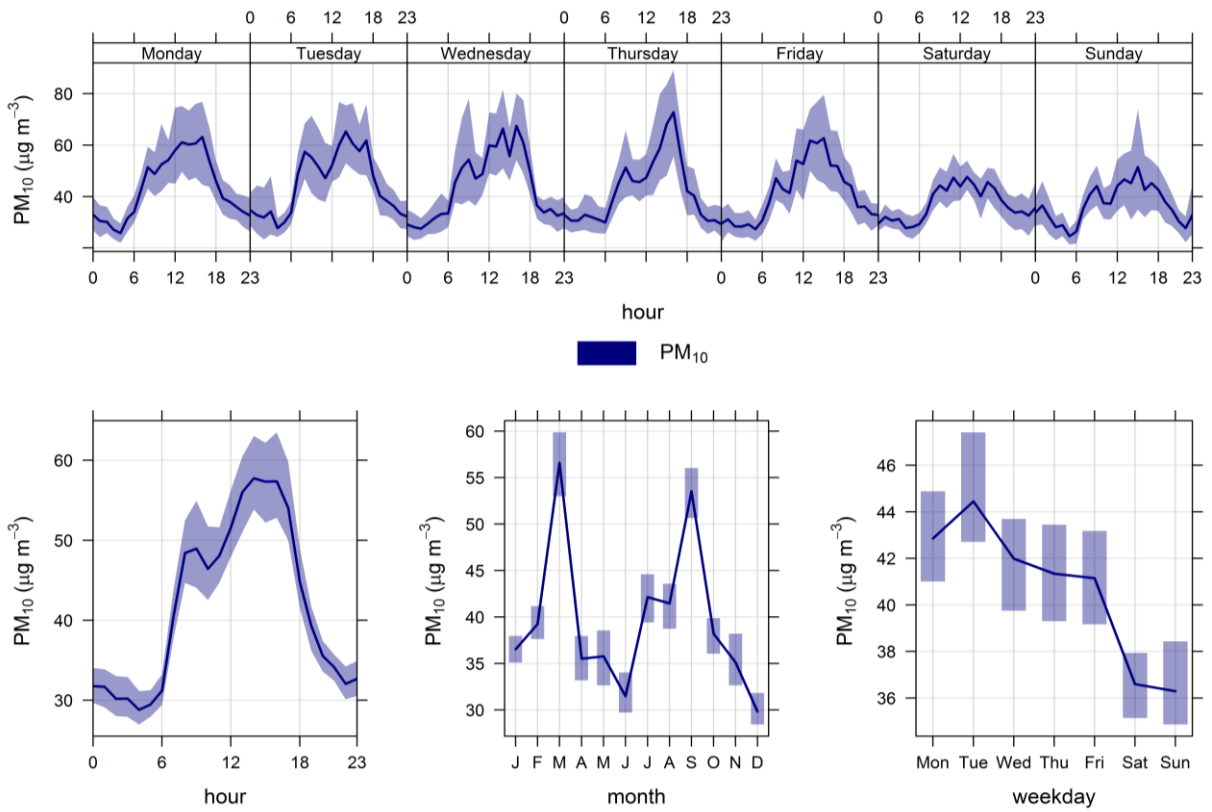 0 6 12 18 23 0 6 12 18 23 0 6 12 18 23
Monday Tuesday Wednesday Thursday Friday Saturday Sunday
PM₁₀ (μg m⁻³)
80
60
40
0 6 12 18 23 0 6 12 18 23 0 6 12 18 23 0 6 12 18 23
hour
PM₁₀
PM₁₀ (μg m⁻³)
60
50
40
30
0 6 12 18 23
hour
PM₁₀ (μg m⁻³)
60
55
50
45
40
35
30
J F M A M J J A S O N D
month
PM₁₀ (μg m⁻³)
46
44
42
40
38
36
Mon Tue Wed Thu Fri Sat Sun
weekday